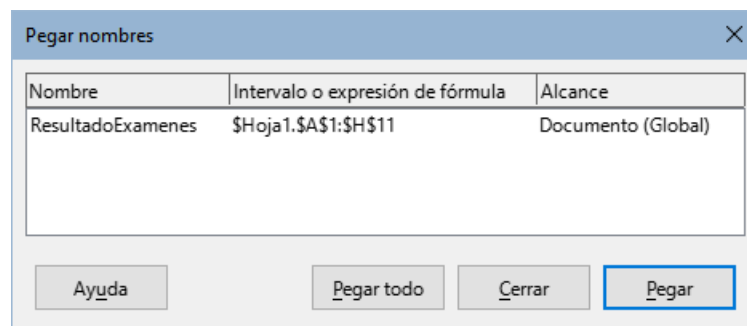 Pegar nombres
Nombre Intervalo o expresión de fórmula Alcance
ResultadoExamenes $Hoja1.$A$1:$H$11 Documento (Global)
Ayuda Pegar todo Cerrar Pegar